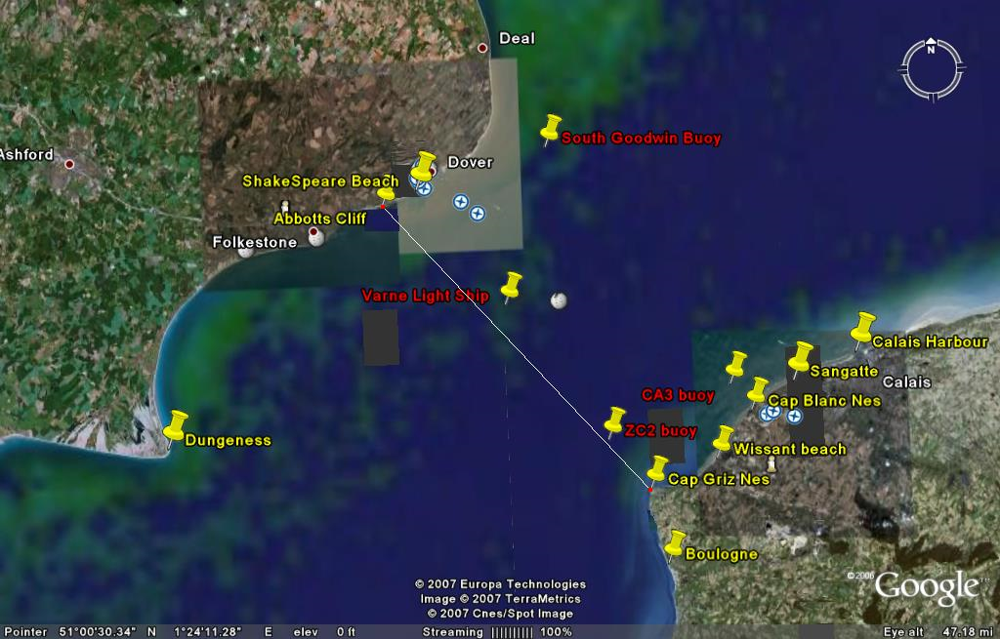 Deal
South Goodwin Buoy
Ashford
Dover
ShakeSpeare Beach
Abbotts Cliff
Folkestone
Varne Light Ship
Calais Harbour
Sangatte
Calais
CA3 buoy
Cap Blanc Nes
ZC2 buoy
Dungeness
Wissant beach
Cap Griz Nes
Boulogne
N
© 2007 Europa Technologies
Image © 2007 TerraMetrics
© 2007 Cnes/Spot Image
©2006 Google™
Pointer 51°00'30.34" N 1°24'11.28" E elev 0 ft Streaming |||||||||| 100% Eye alt 47.18 mi